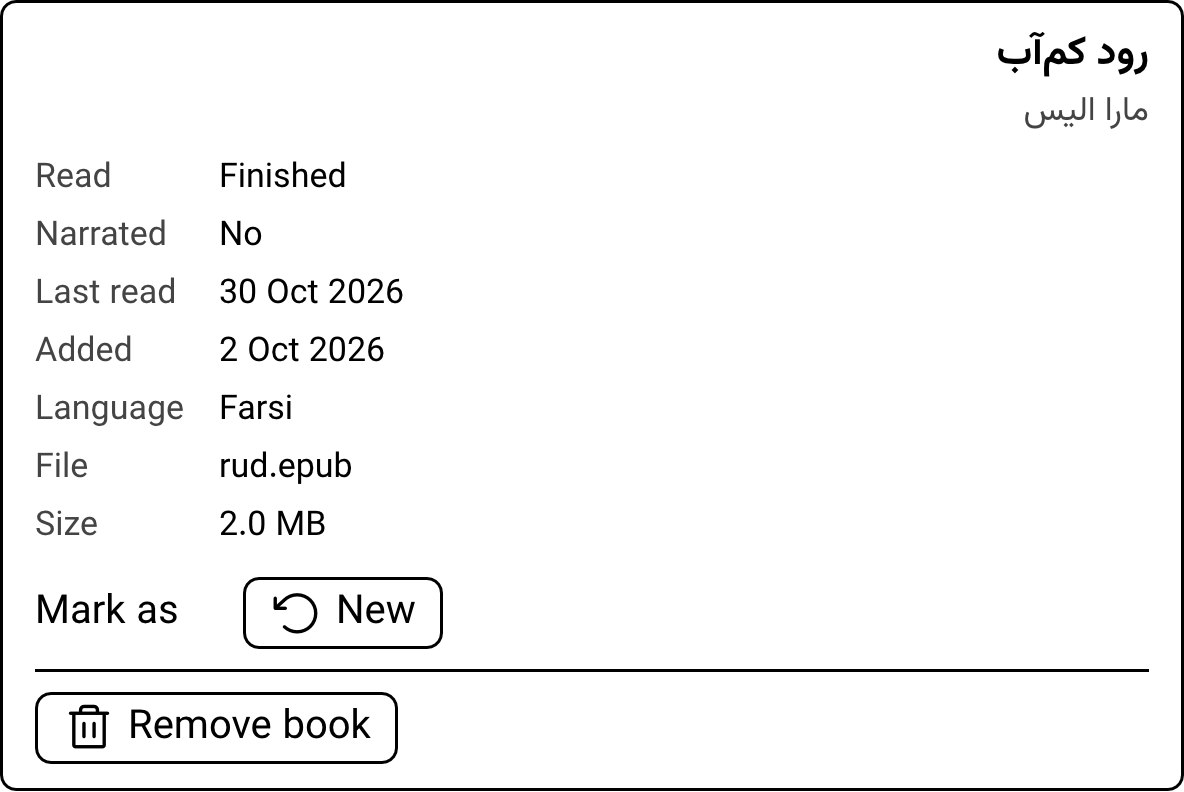 رود کم‌آب
مارا الیس
Read Finished
Narrated No
Last read 30 Oct 2026
Added 2 Oct 2026
Language Farsi
File rud.epub
Size 2.0 MB
Mark as New
Remove book